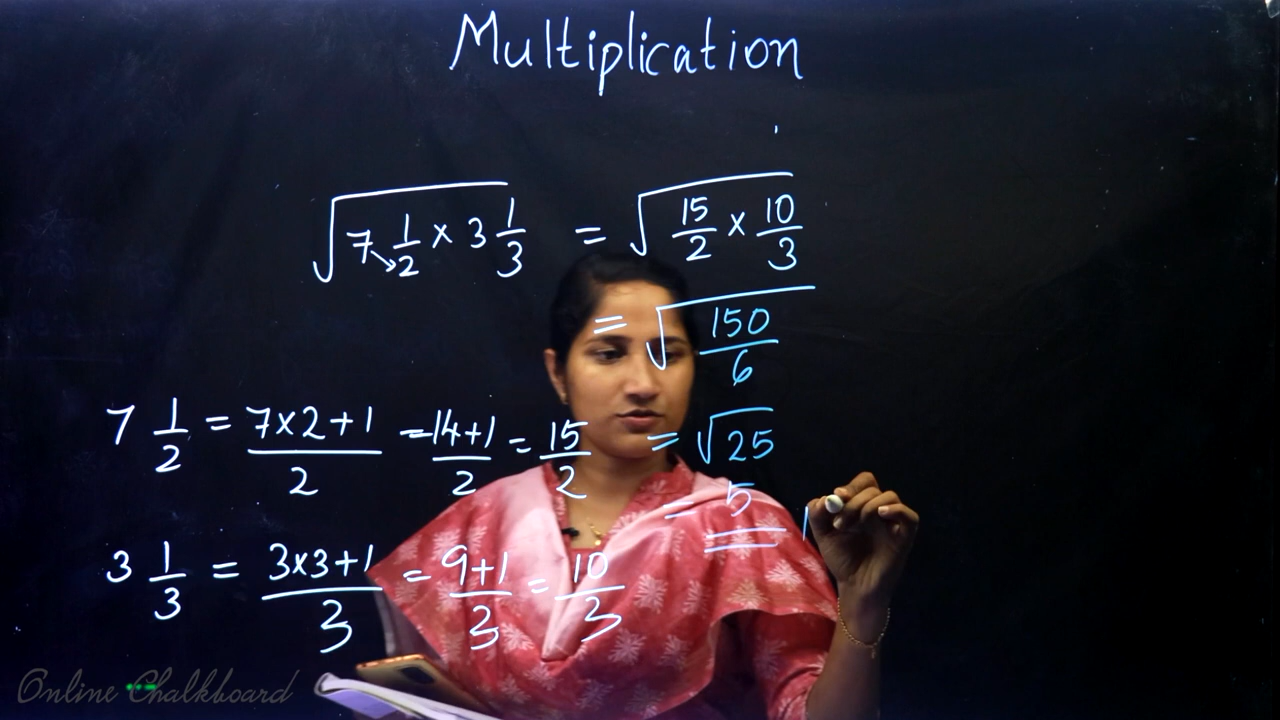 Multiplication
√(7 1/2 × 3 1/3) = √(15/2 × 10/3)
= √(150/6)
7 1/2 = (7×2+1)/2 = (14+1)/2 = 15/2
= √25
= 5
3 1/3 = (3×3+1)/3 = (9+1)/3 = 10/3
Online Chalkboard